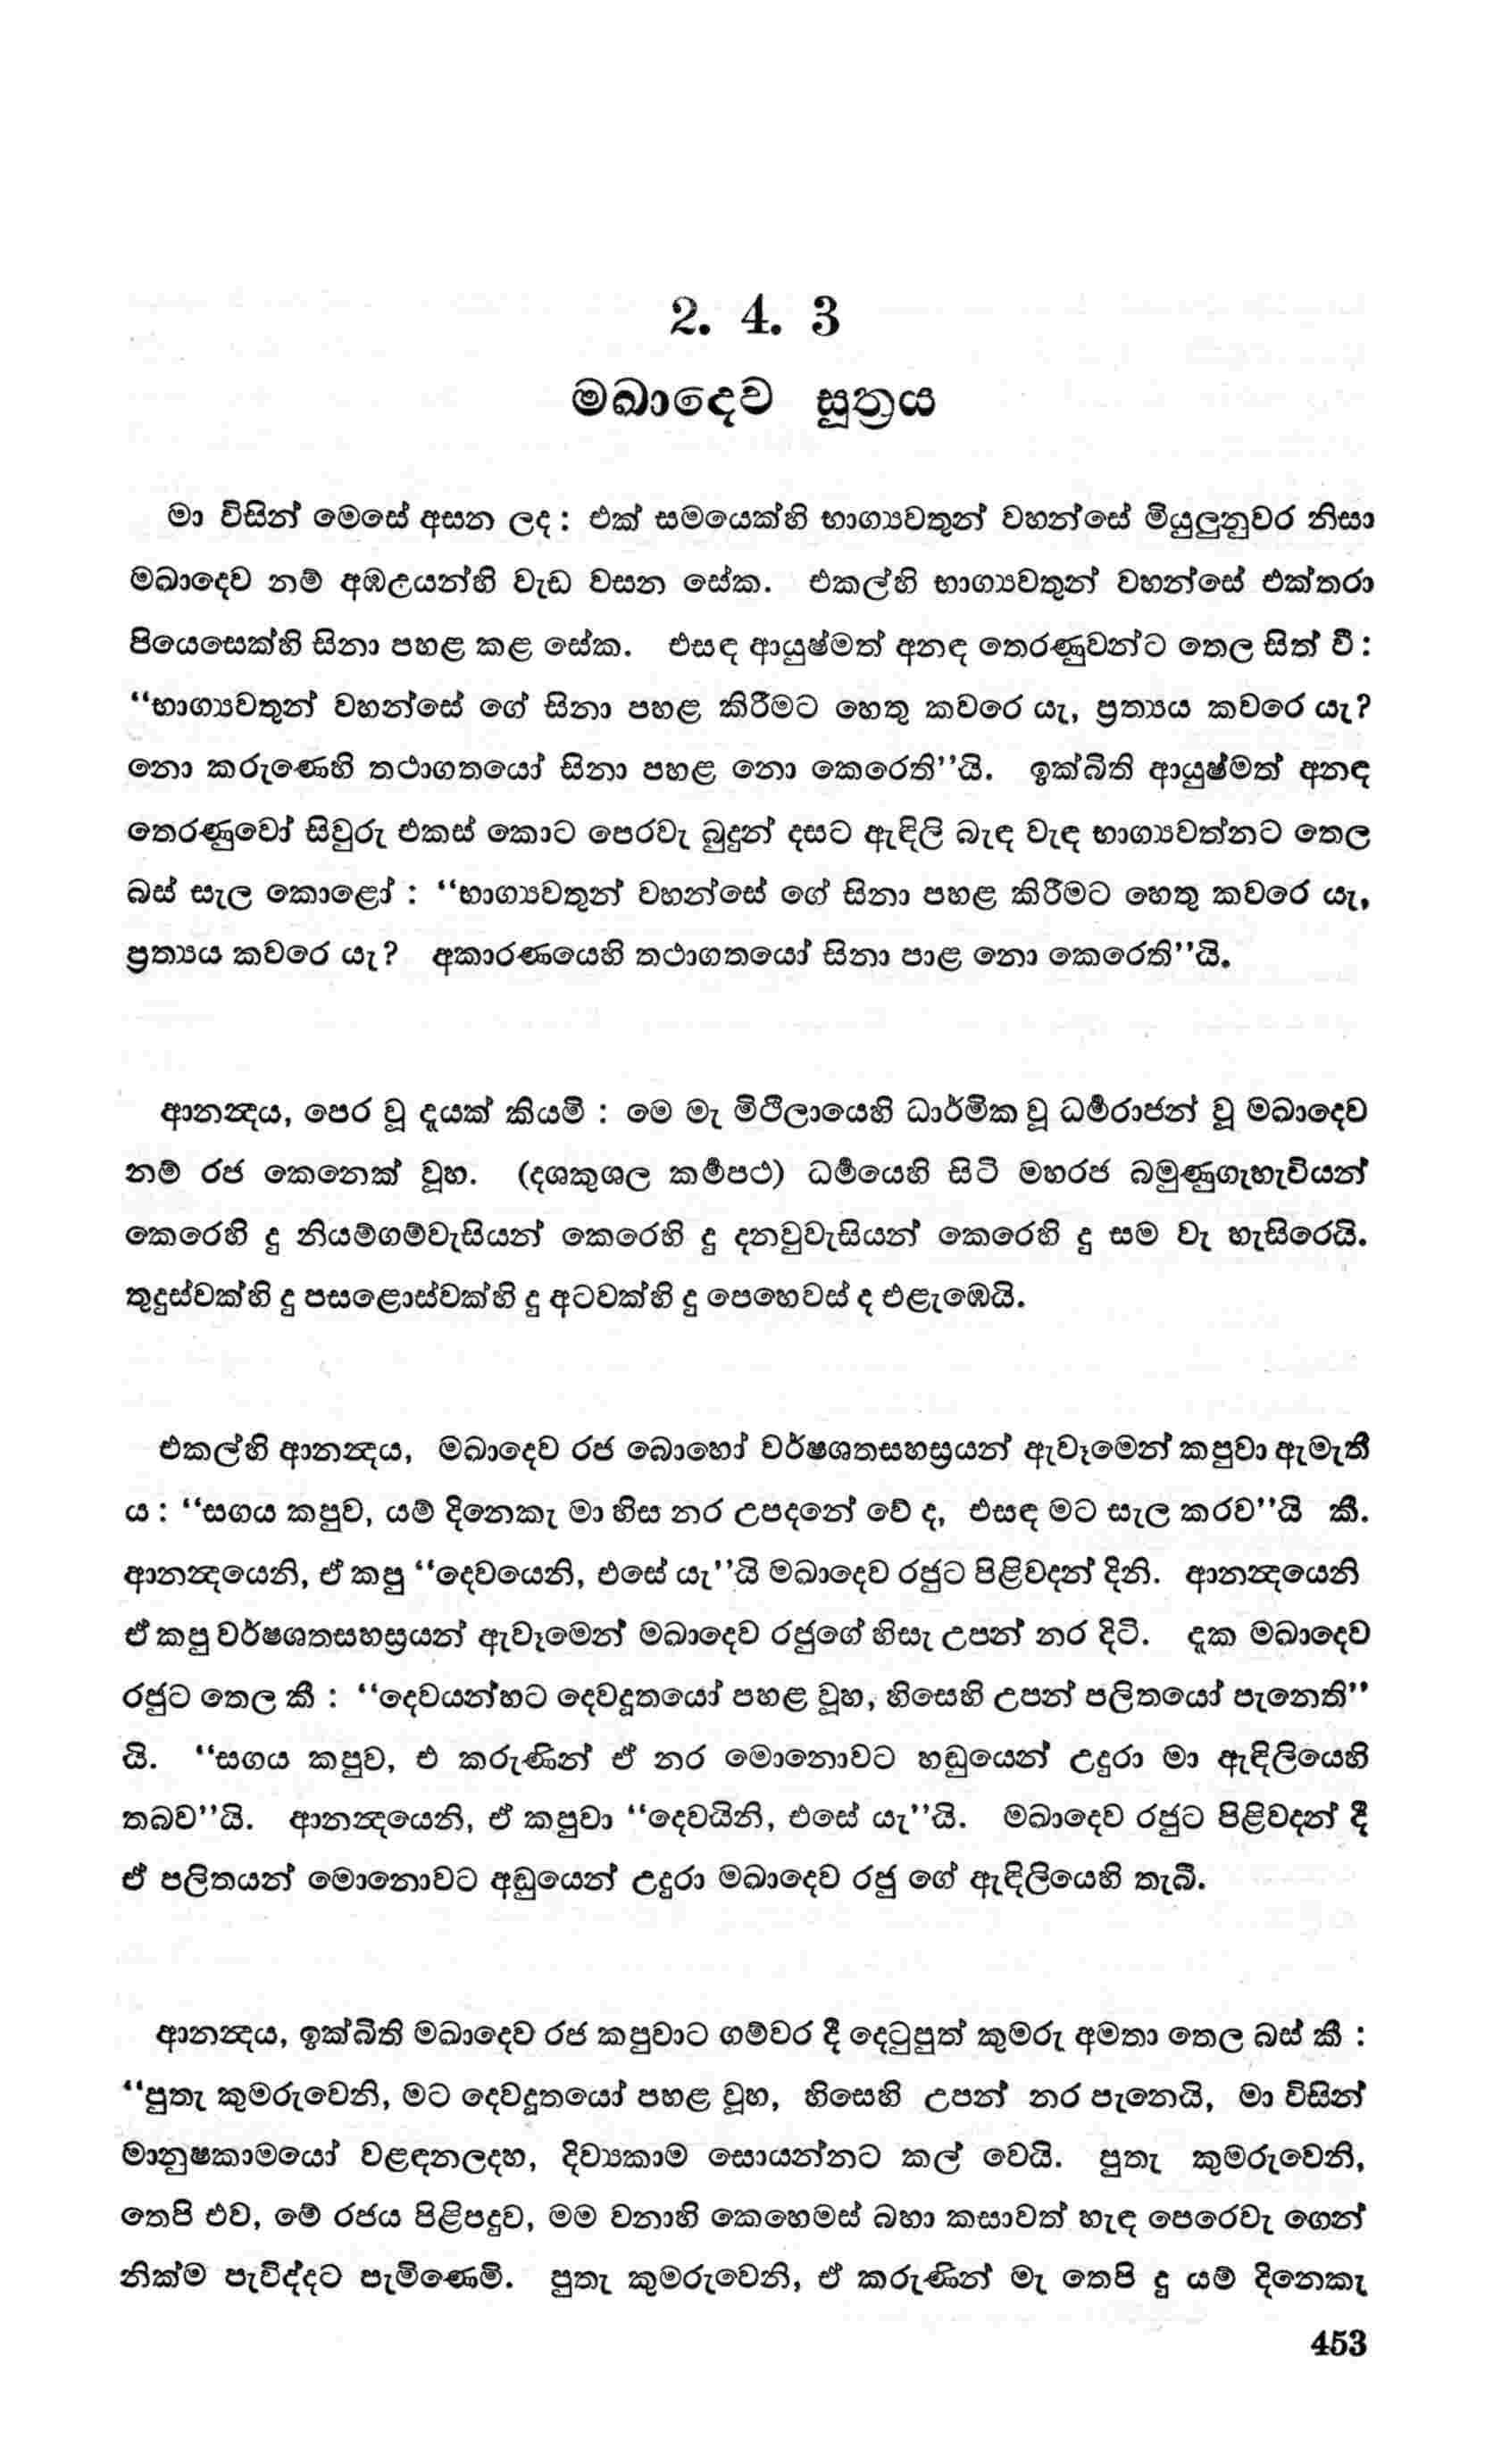 2. 4. 3
මඛාදෙව සූත්‍රය
මා විසින් මෙසේ අසන ලද : එක් සමයෙක්හි භාග්‍යවතුන් වහන්සේ මියුලුනුවර නිසා
මඛාදෙව නම් අඹඋයන්හි වැඩ වසන සේක. එකල්හි භාග්‍යවතුන් වහන්සේ එක්තරා
පියෙසෙක්හි සිනා පහළ කළ සේක. එසඳ ආයුෂ්මත් අනඳ තෙරණුවන්ට තෙල සිත් වී :
“භාග්‍යවතුන් වහන්සේ ගේ සිනා පහළ කිරීමට හෙතු කවරෙ යැ, ප්‍රත්‍යය කවරෙ යැ?
නො කරුණෙහි තථාගතයෝ සිනා පහළ නො කෙරෙති’’යි. ඉක්බිති ආයුෂ්මත් අනඳ
තෙරණුවෝ සිවුරු එකස් කොට පෙරවැ බුදුන් දසට ඇඳිලි බැඳ වැඳ භාග්‍යවත්නට තෙල
බස් සැල කොළෝ : “භාග්‍යවතුන් වහන්සේ ගේ සිනා පහළ කිරීමට හෙතු කවරෙ යැ,
ප්‍රත්‍යය කවරෙ යැ? අකාරණයෙහි තථාගතයෝ සිනා පාළ නො කෙරෙති’’යි.
ආනන්‍දය, පෙර වූ දෑයක් කියමි : මෙ මැ මිථිලායෙහි ධාර්මික වූ ධර්‍මරාජන් වූ මඛාදෙව
නම් රජ කෙනෙක් වූහ. (දශකුශල කර්‍මපථ) ධර්‍මයෙහි සිටි මහරජ බමුණුගැහැවියන්
කෙරෙහි දු නියම්ගම්වැසියන් කෙරෙහි දු දනවුවැසියන් කෙරෙහි දු සම වැ හැසිරෙයි.
තුදුස්වක්හි දු පසළොස්වක්හි දු අටවක්හි දු පෙහෙවස් ද එළැඹෙයි.
එකල්හි ආනන්‍දය, මඛාදෙව රජ බොහෝ වර්ෂශතසහස්‍රයන් ඇවෑමෙන් කපුවා ඇමැතී
ය : “සගය කපුව, යම් දිනෙකැ මා හිස නර උපදනේ වේ ද, එසඳ මට සැල කරව’’යි කී.
ආනන්‍දයෙනි, ඒ කපු “දෙවයෙනි, එසේ යැ’’යි මඛාදෙව රජුට පිළිවදන් දිනි. ආනන්‍දයෙනි
ඒ කපු වර්ෂශතසහස්‍රයන් ඇවෑමෙන් මඛාදෙව රජුගේ හිසැ උපන් නර දිටි. දැක මඛාදෙව
රජුට තෙල කී : “දෙවයන්හට දෙවදූතයෝ පහළ වූහ, හිසෙහි උපන් පලිතයෝ පැනෙති’’
යි. “සගය කපුව, එ කරුණින් ඒ නර මොනොවට හඬුයෙන් උදුරා මා ඇඳිලියෙහි
තබව’’යි. ආනන්‍දයෙනි, ඒ කපුවා “දෙවයිනි, එසේ යැ’’යි. මඛාදෙව රජුට පිළිවදන් දී
ඒ පලිතයන් මොනොවට අඬුයෙන් උදුරා මඛාදෙව රජු ගේ ඇඳිලියෙහි තැබී.
ආනන්‍දය, ඉක්බිති මඛාදෙව රජ කපුවාට ගම්වර දී දෙටුපුත් කුමරු අමතා තෙල බස් කී :
“පුතැ කුමරුවෙනි, මට දෙවදූතයෝ පහළ වූහ, හිසෙහි උපන් නර පැනෙයි, මා විසින්
මානුෂකාමයෝ වළඳනලදහ, දිව්‍යකාම සොයන්නට කල් වෙයි. පුතැ කුමරුවෙනි,
තෙපි එව, මේ රජය පිළිපදුව, මම වනාහි කෙහෙමස් බහා කසාවත් හැඳ පෙරෙවැ ගෙන්
නික්ම පැවිද්දට පැමිණෙමි. පුතැ කුමරුවෙනි, ඒ කරුණින් මැ තෙපි දු යම් දිනෙකැ
453